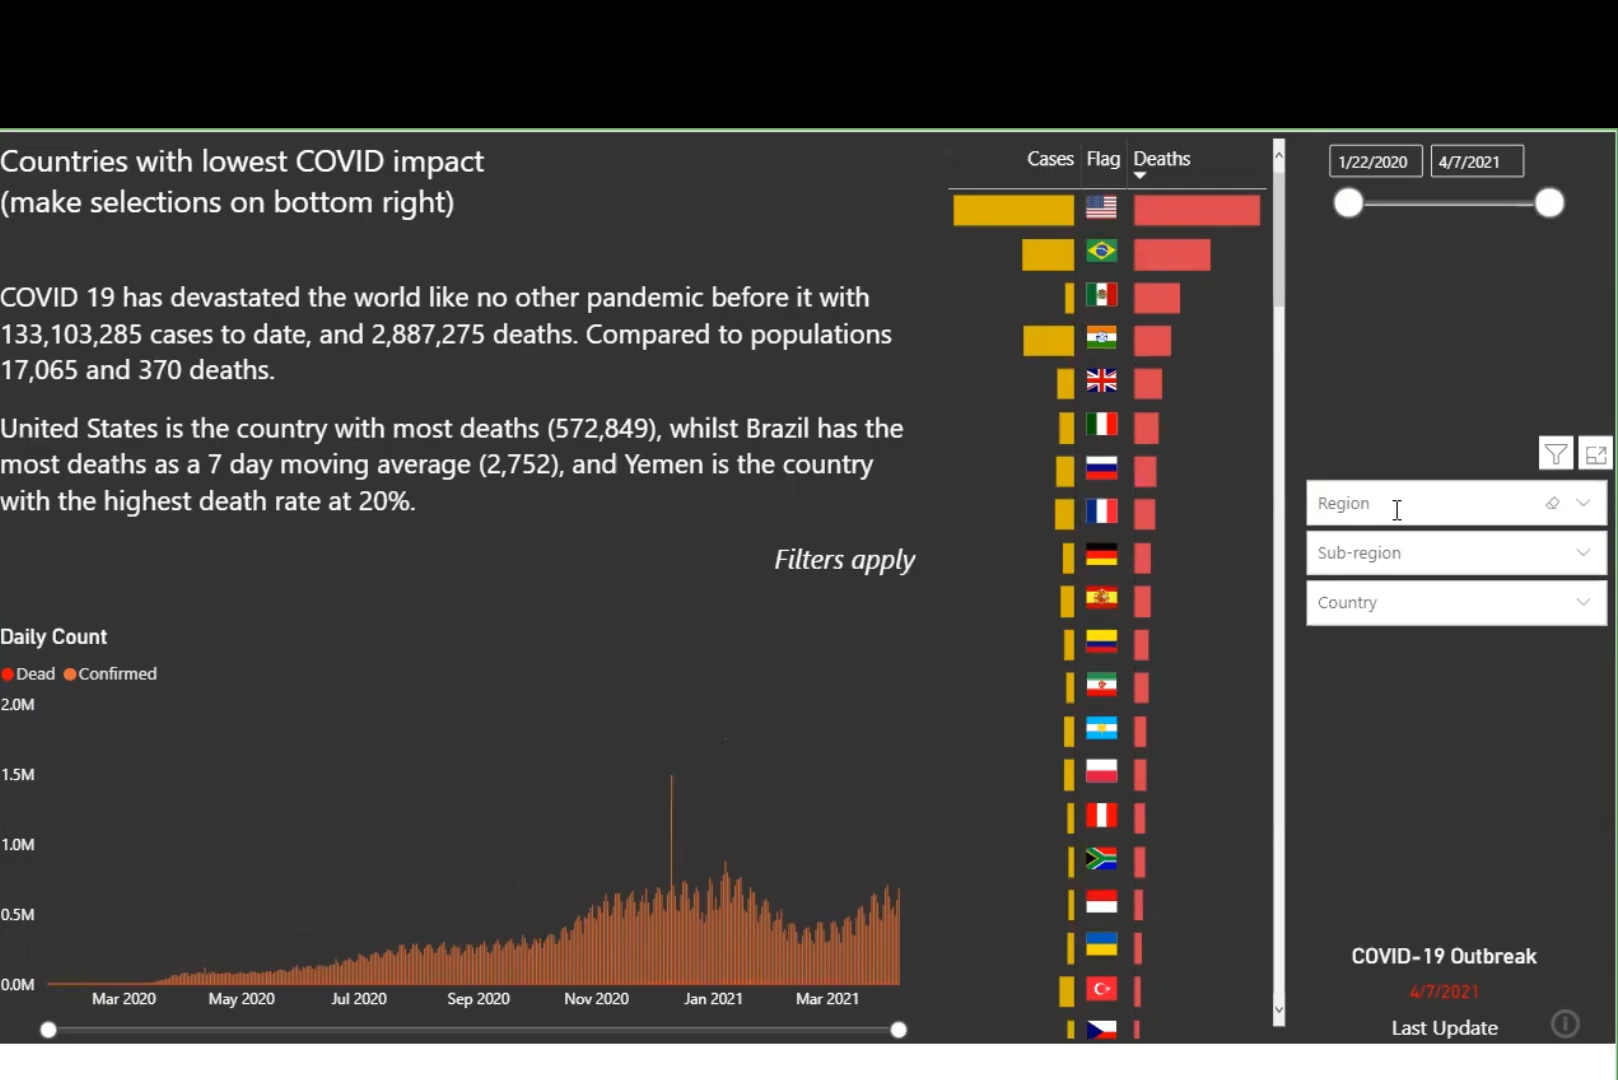 Countries with lowest COVID impact
(make selections on bottom right)
COVID 19 has devastated the world like no other pandemic before it with
133,103,285 cases to date, and 2,887,275 deaths. Compared to populations
17,065 and 370 deaths.
United States is the country with most deaths (572,849), whilst Brazil has the
most deaths as a 7 day moving average (2,752), and Yemen is the country
with the highest death rate at 20%.
Filters apply
Daily Count
Dead Confirmed
2.0M
1.5M
1.0M
0.5M
0.0M
Mar 2020 May 2020 Jul 2020 Sep 2020 Nov 2020 Jan 2021 Mar 2021
Cases Flag Deaths
1/22/2020 4/7/2021
Region
Sub-region
Country
COVID-19 Outbreak
4/7/2021
Last Update